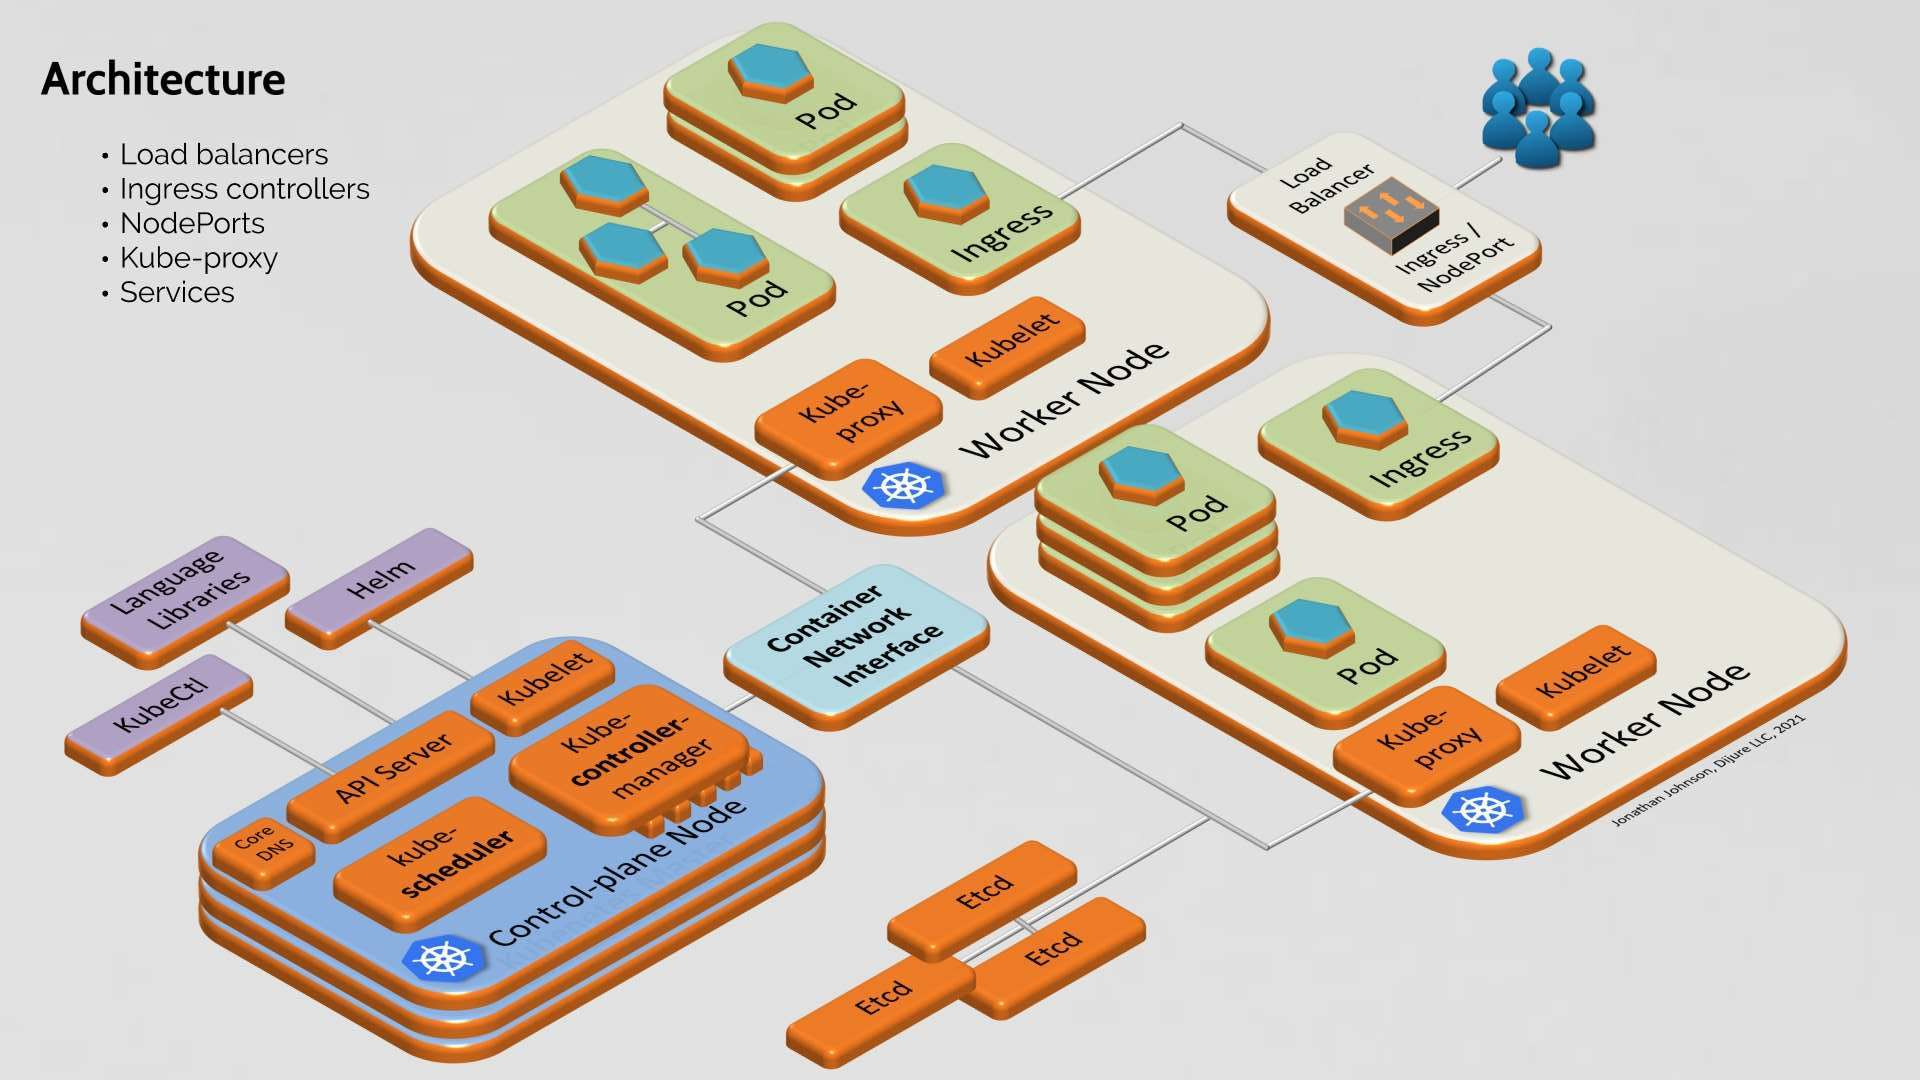 Architecture
• Load balancers
• Ingress controllers
• NodePorts
• Kube-proxy
• Services
Pod
Pod
Ingress
Kubelet
Kube-
proxy
Worker Node
Load
Balancer
Ingress /
NodePort
Ingress
Pod
Pod
Kubelet
Kube-
proxy
Worker Node
Jonathan Johnson, Dijure LLC, 2021
Container
Network
Interface
Language
Libraries
Helm
KubeCtl
Kubelet
API Server
Kube-
controller-
manager
Core
DNS
kube-
scheduler
Control-plane Node
Kubernetes Master
Etcd
Etcd
Etcd